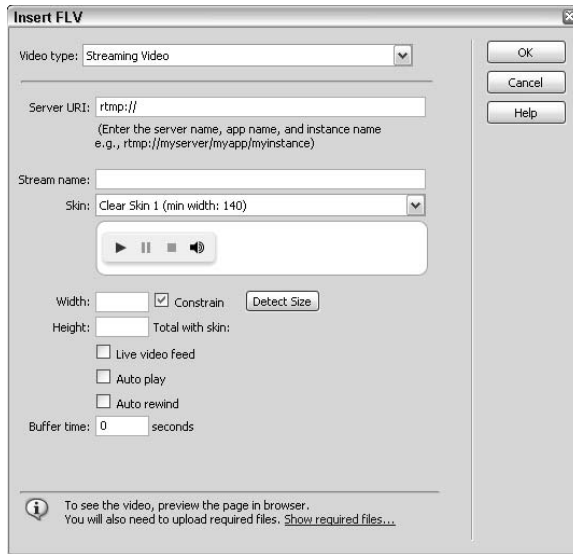 Insert FLV
Video type: Streaming Video
OK
Cancel
Help
Server URI: rtmp://
(Enter the server name, app name, and instance name
e.g., rtmp://myserver/myapp/myinstance)
Stream name:
Skin: Clear Skin 1 (min width: 140)
Width: Constrain Detect Size
Height: Total with skin:
Live video feed
Auto play
Auto rewind
Buffer time: 0 seconds
To see the video, preview the page in browser.
You will also need to upload required files. Show required files...